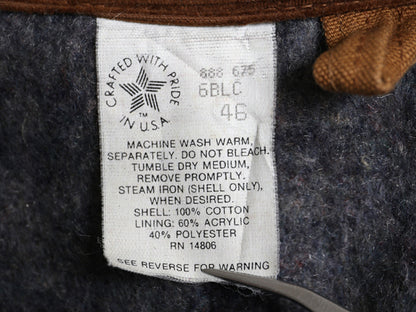 CRAFTED WITH PRIDE
IN U.S.A.
TM
888 675
6BLC
46
MACHINE WASH WARM,
SEPARATELY. DO NOT BLEACH.
TUMBLE DRY MEDIUM,
REMOVE PROMPTLY.
STEAM IRON (SHELL ONLY),
WHEN DESIRED.
SHELL: 100% COTTON
LINING: 60% ACRYLIC
40% POLYESTER
RN 14806
SEE REVERSE FOR WARNING